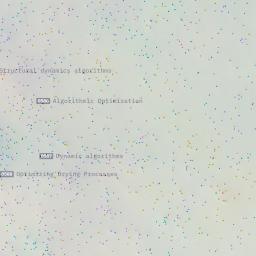 Structural dynamics algorithms
Algorithmic Optimization
Dynamic algorithms
Optimizing Drying Processes